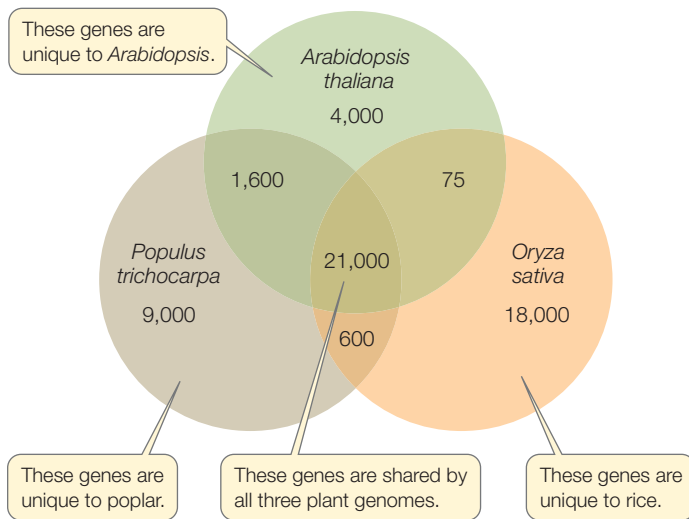 These genes are
unique to Arabidopsis.
Arabidopsis
thaliana
4,000
1,600
75
Populus
trichocarpa
9,000
21,000
Oryza
sativa
18,000
600
These genes are
unique to poplar.
These genes are shared by
all three plant genomes.
These genes are
unique to rice.